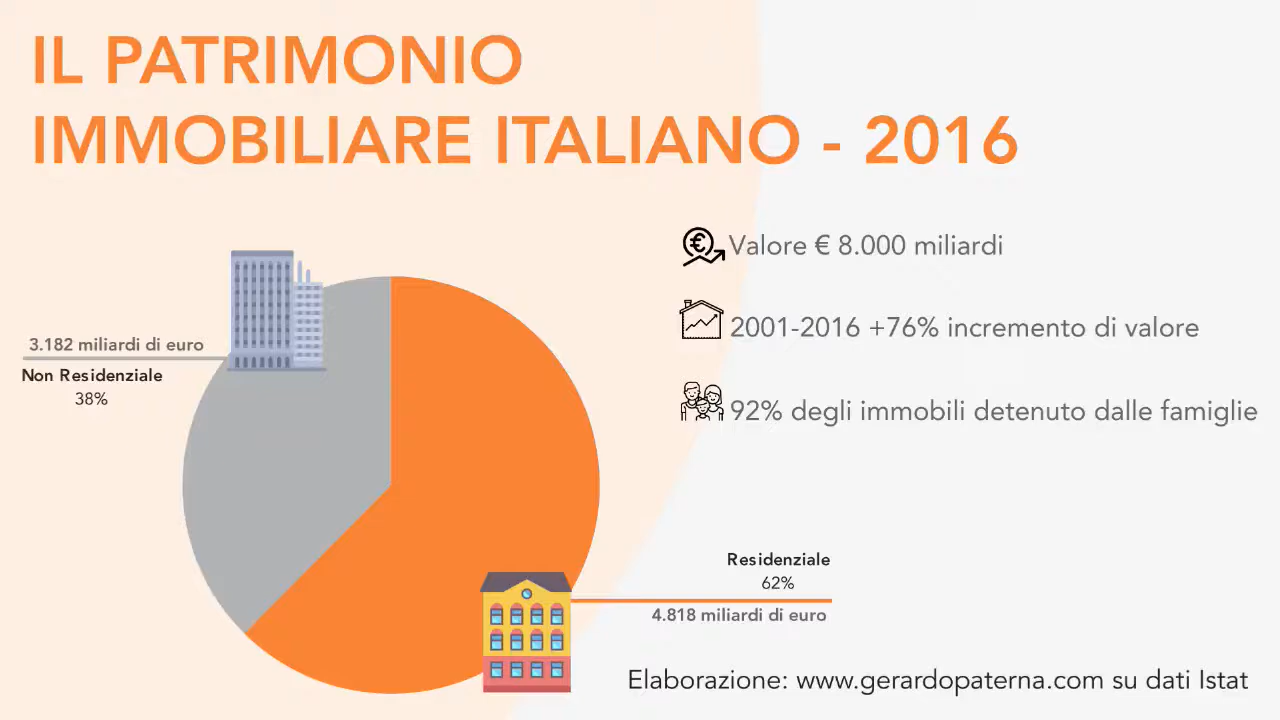 IL PATRIMONIO
IMMOBILIARE ITALIANO - 2016
Valore € 8.000 miliardi
2001-2016 +76% incremento di valore
92% degli immobili detenuto dalle famiglie
3.182 miliardi di euro
Non Residenziale
38%
Residenziale
62%
4.818 miliardi di euro
Elaborazione: www.gerardopaterna.com su dati Istat